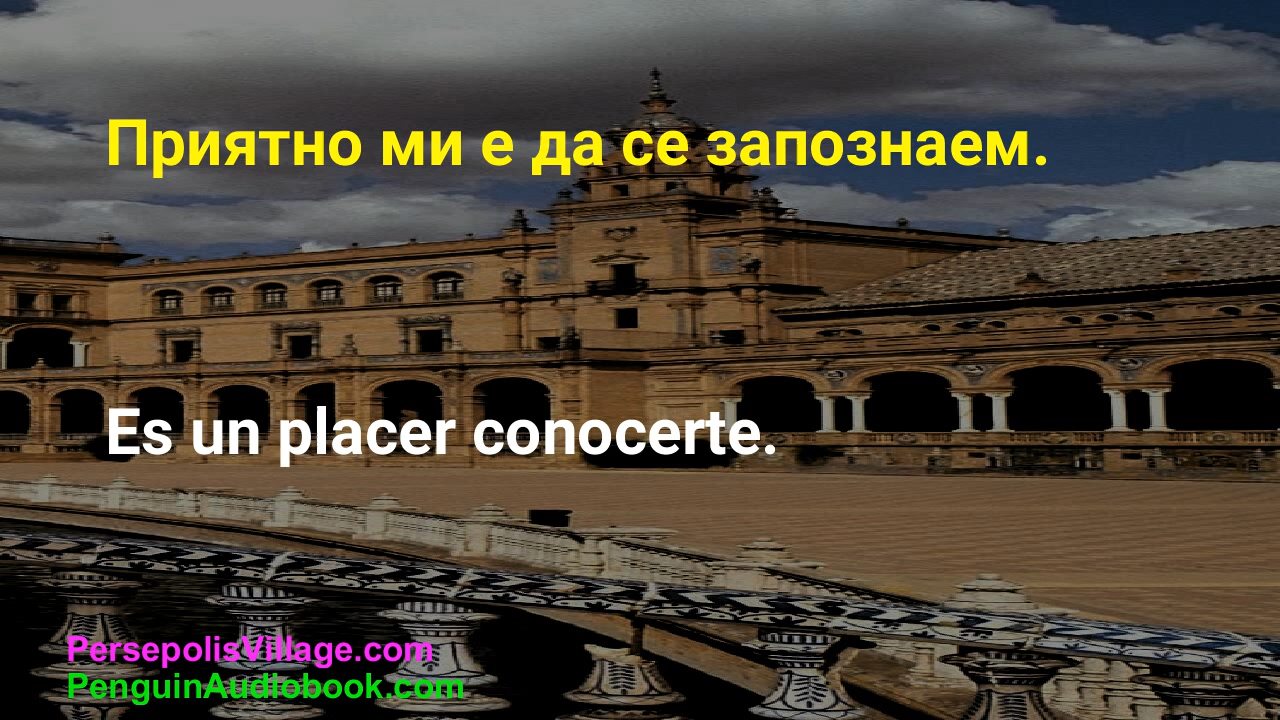 Приятно ми е да се запознаем.
Es un placer conocerte.
PersepolisVillage.com
PenguinAudiobook.com